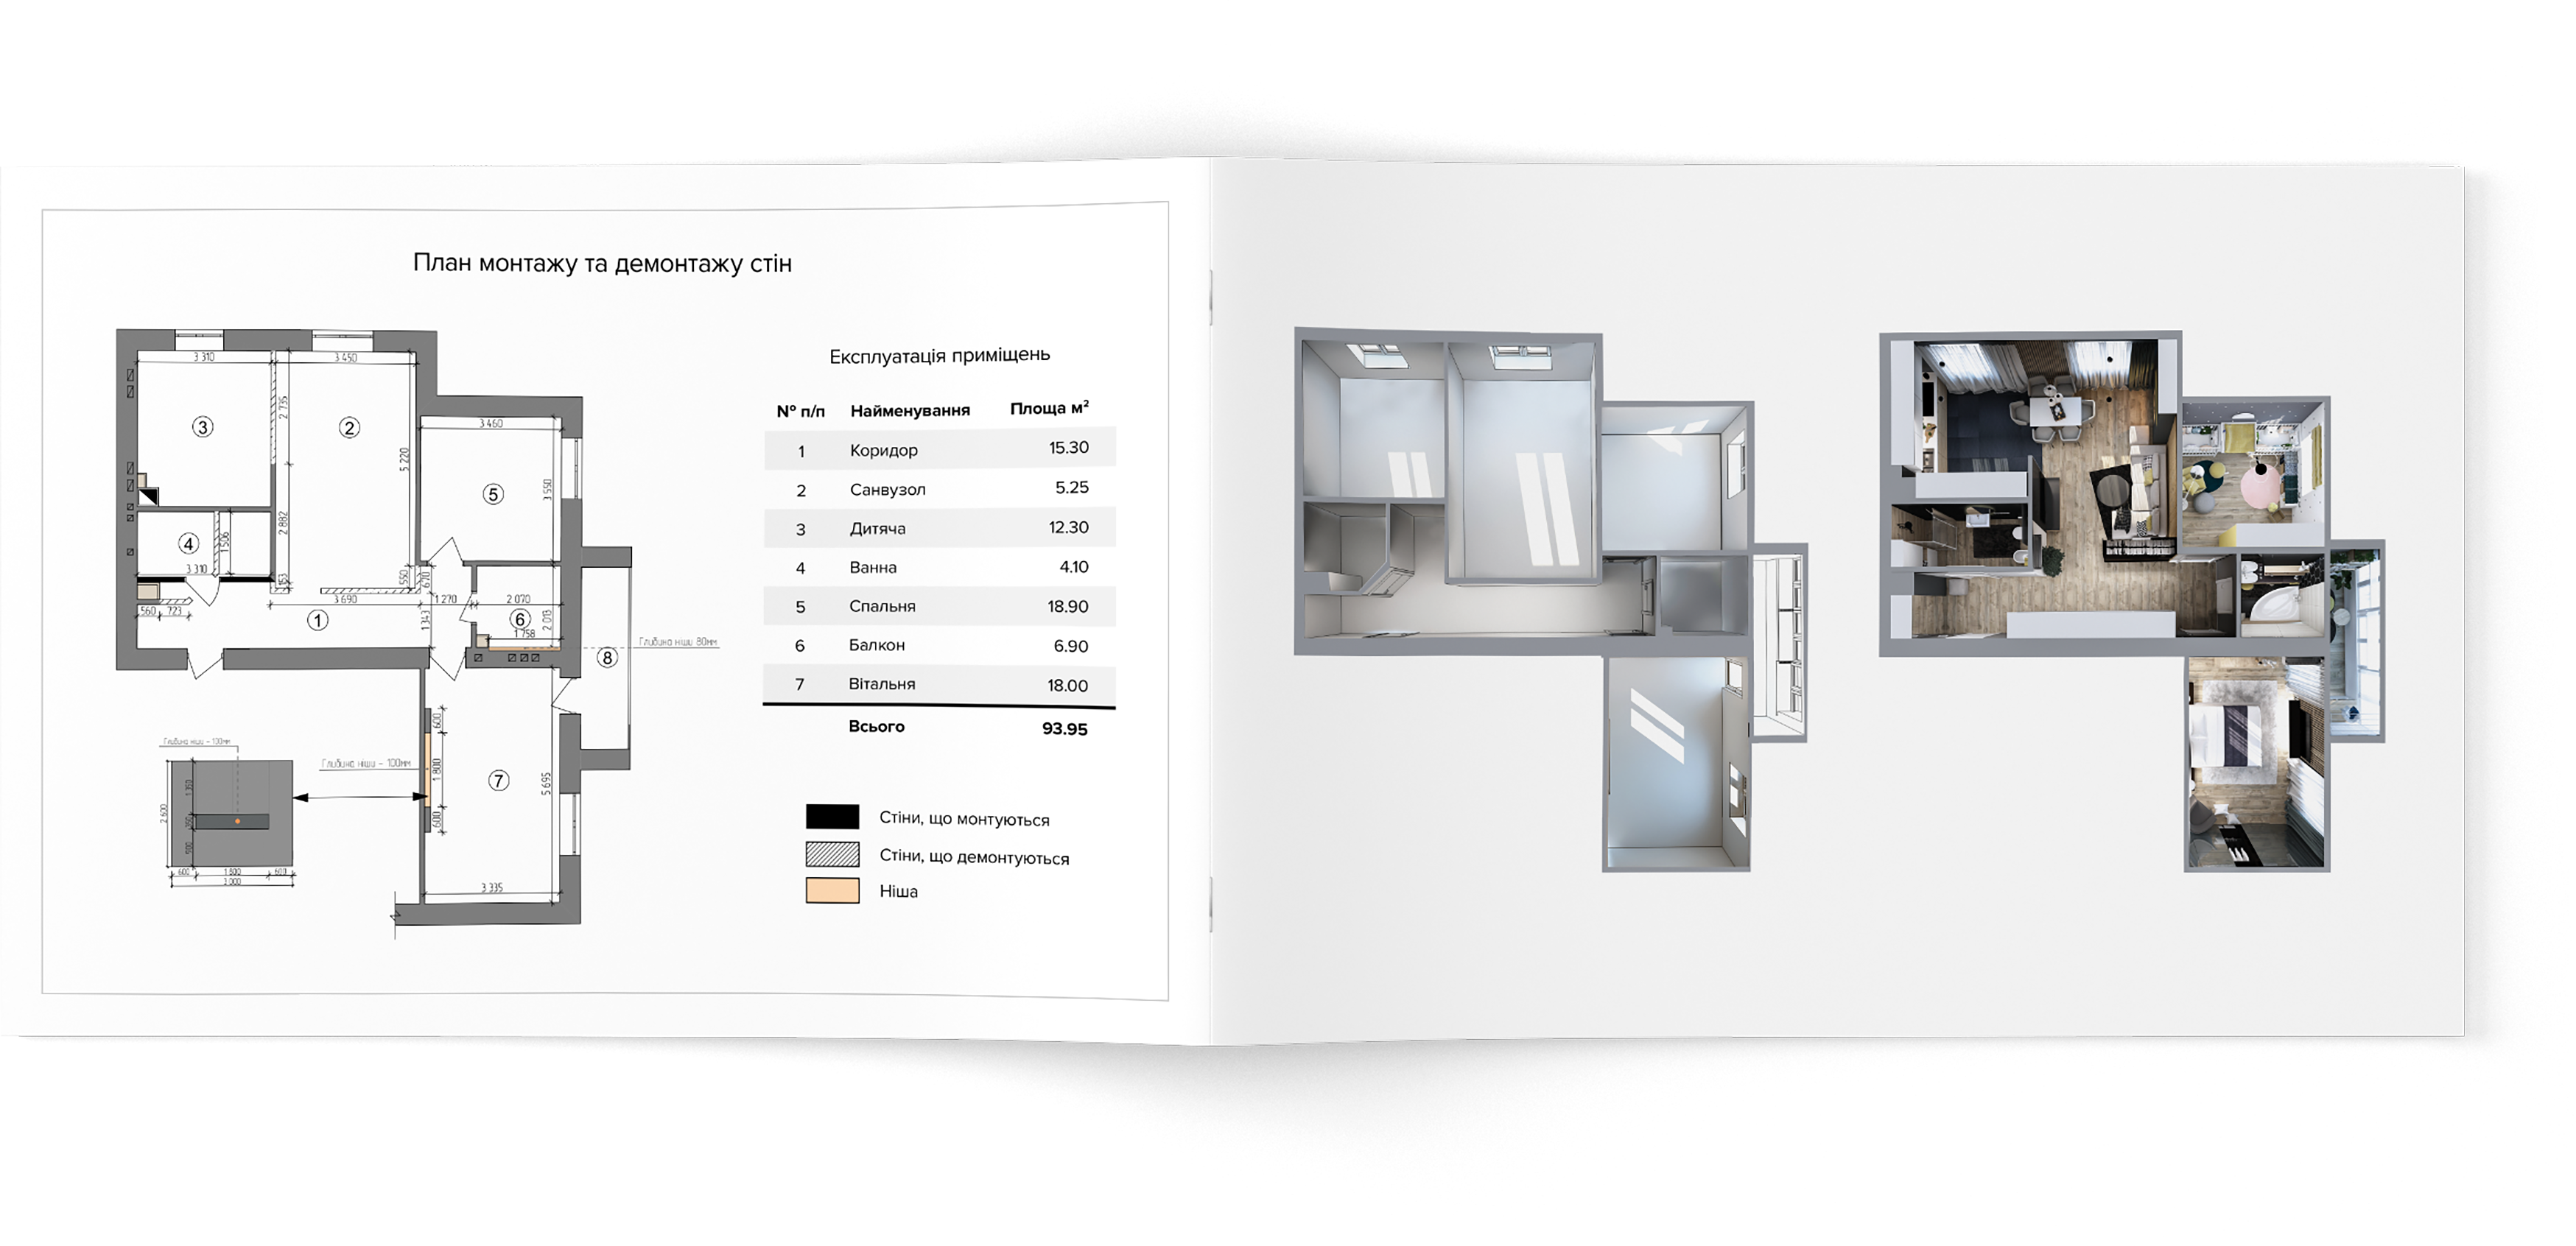 План монтажу та демонтажу стін
3 310
3 450
2 735
3
2
5 220
3 460
5
3 550
2 882
4
1 506
3 310
153
550
670
560
723
3 690
1 270
2 070
1
1 343
6
2 013
1 758
Глибина ніши 80мм
8
Глибина ніши - 100мм
Глибина ніши - 100мм
600
1 800
600
7
5 695
2 600
500
600
1 800
600
3 000
3 335
Експлуатація приміщень
№ п/п Найменування Площа м²
1 Коридор 15.30
2 Санвузол 5.25
3 Дитяча 12.30
4 Ванна 4.10
5 Спальня 18.90
6 Балкон 6.90
7 Вітальня 18.00
Всього 93.95
Стіни, що монтуються
Стіни, що демонтуються
Ніша